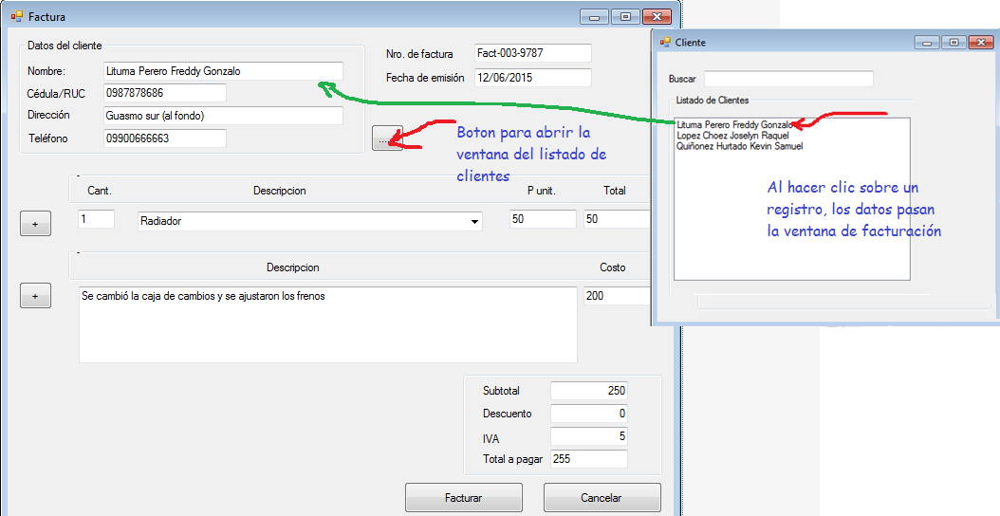 Factura
Datos del cliente
Nombre: Lituma Perero Freddy Gonzalo
Cédula/RUC 0987878686
Dirección Guasmo sur (al fondo)
Teléfono 09900666663
Nro. de factura Fact-003-9787
Fecha de emisión 12/06/2015
....
Boton para abrir la
ventana del listado de
clientes
Cant. Descripcion P unit. Total
+ 1 Radiador 50 50
Descripcion Costo
+ Se cambió la caja de cambios y se ajustaron los frenos 200
Subtotal 250
Descuento 0
IVA 5
Total a pagar 255
Facturar Cancelar
Cliente
Buscar
Listado de Clientes
Lituma Perero Freddy Gonzalo
Lopez Choez Joselyn Raquel
Quiñonez Hurtado Kevin Samuel
Al hacer clic sobre un
registro, los datos pasan
la ventana de facturación